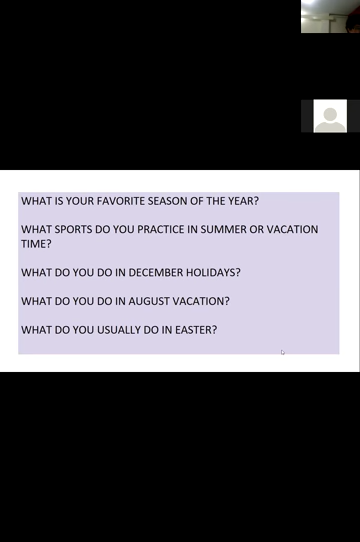 WHAT IS YOUR FAVORITE SEASON OF THE YEAR?
WHAT SPORTS DO YOU PRACTICE IN SUMMER OR VACATION
TIME?
WHAT DO YOU DO IN DECEMBER HOLIDAYS?
WHAT DO YOU DO IN AUGUST VACATION?
WHAT DO YOU USUALLY DO IN EASTER?